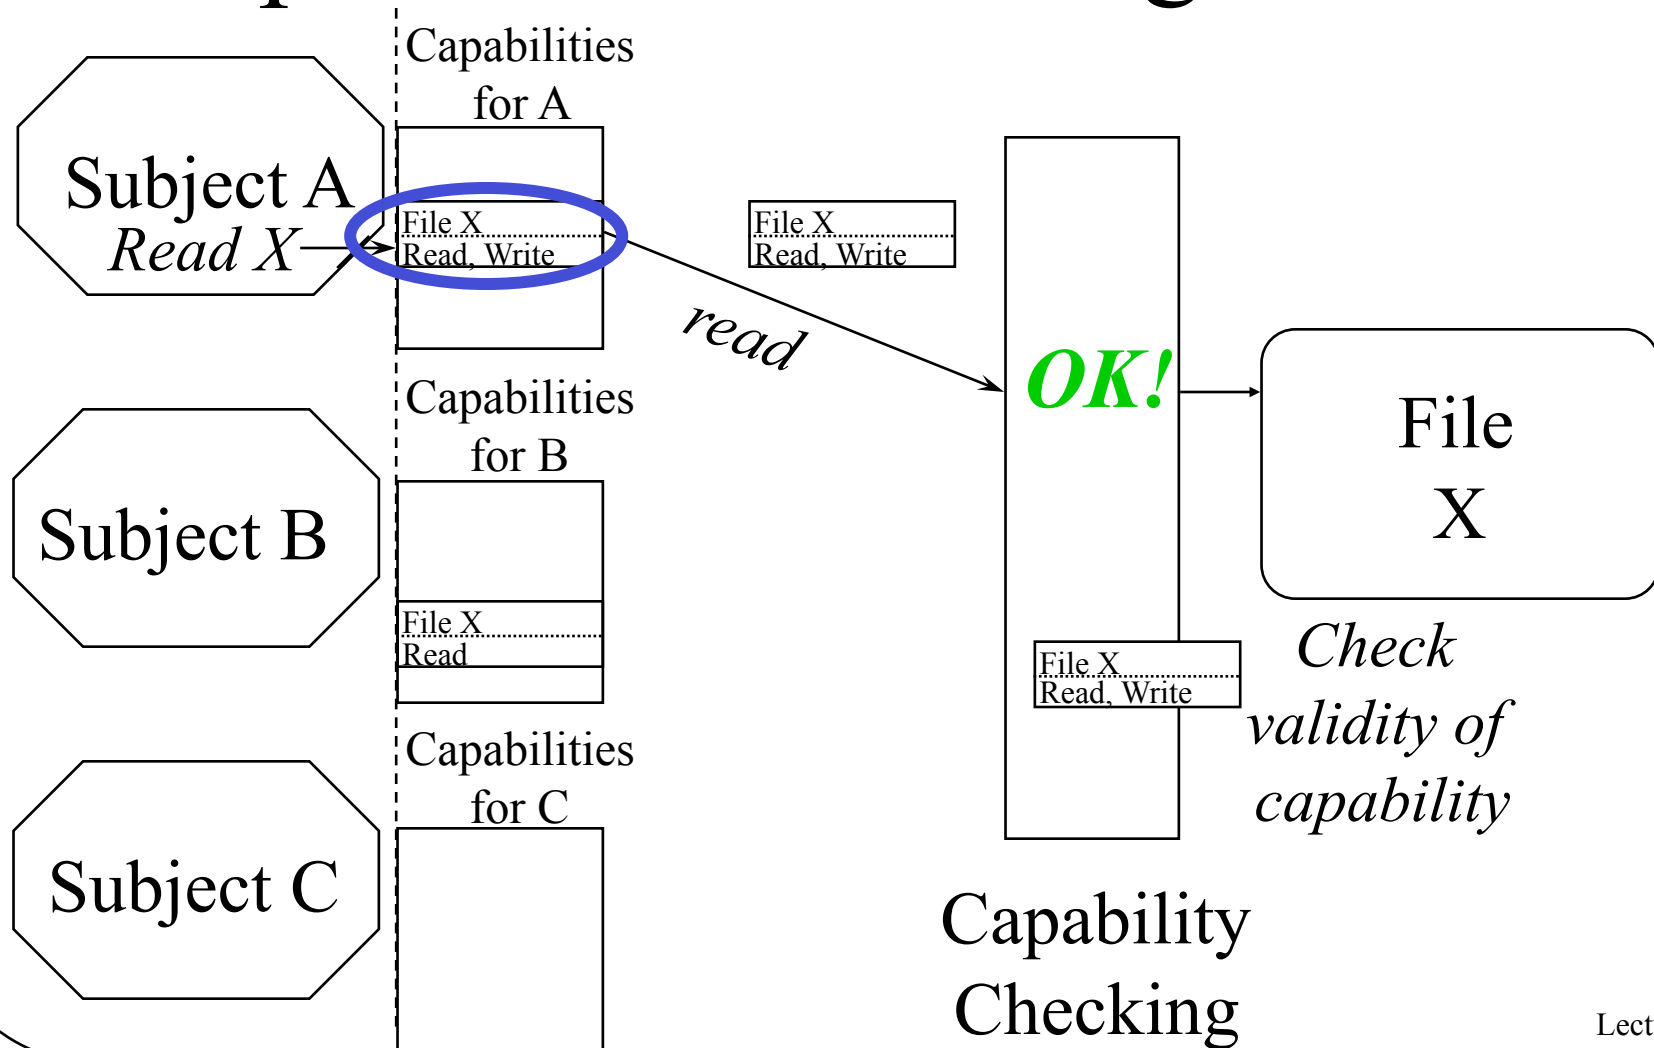 Capabilities
for A
Subject A
Read X
File X
Read, Write
File X
Read, Write
read
OK!
File
X
Capabilities
for B
Subject B
File X
Read
File X
Read, Write
Check
validity of
capability
Capabilities
for C
Subject C
Capability
Checking
Lect